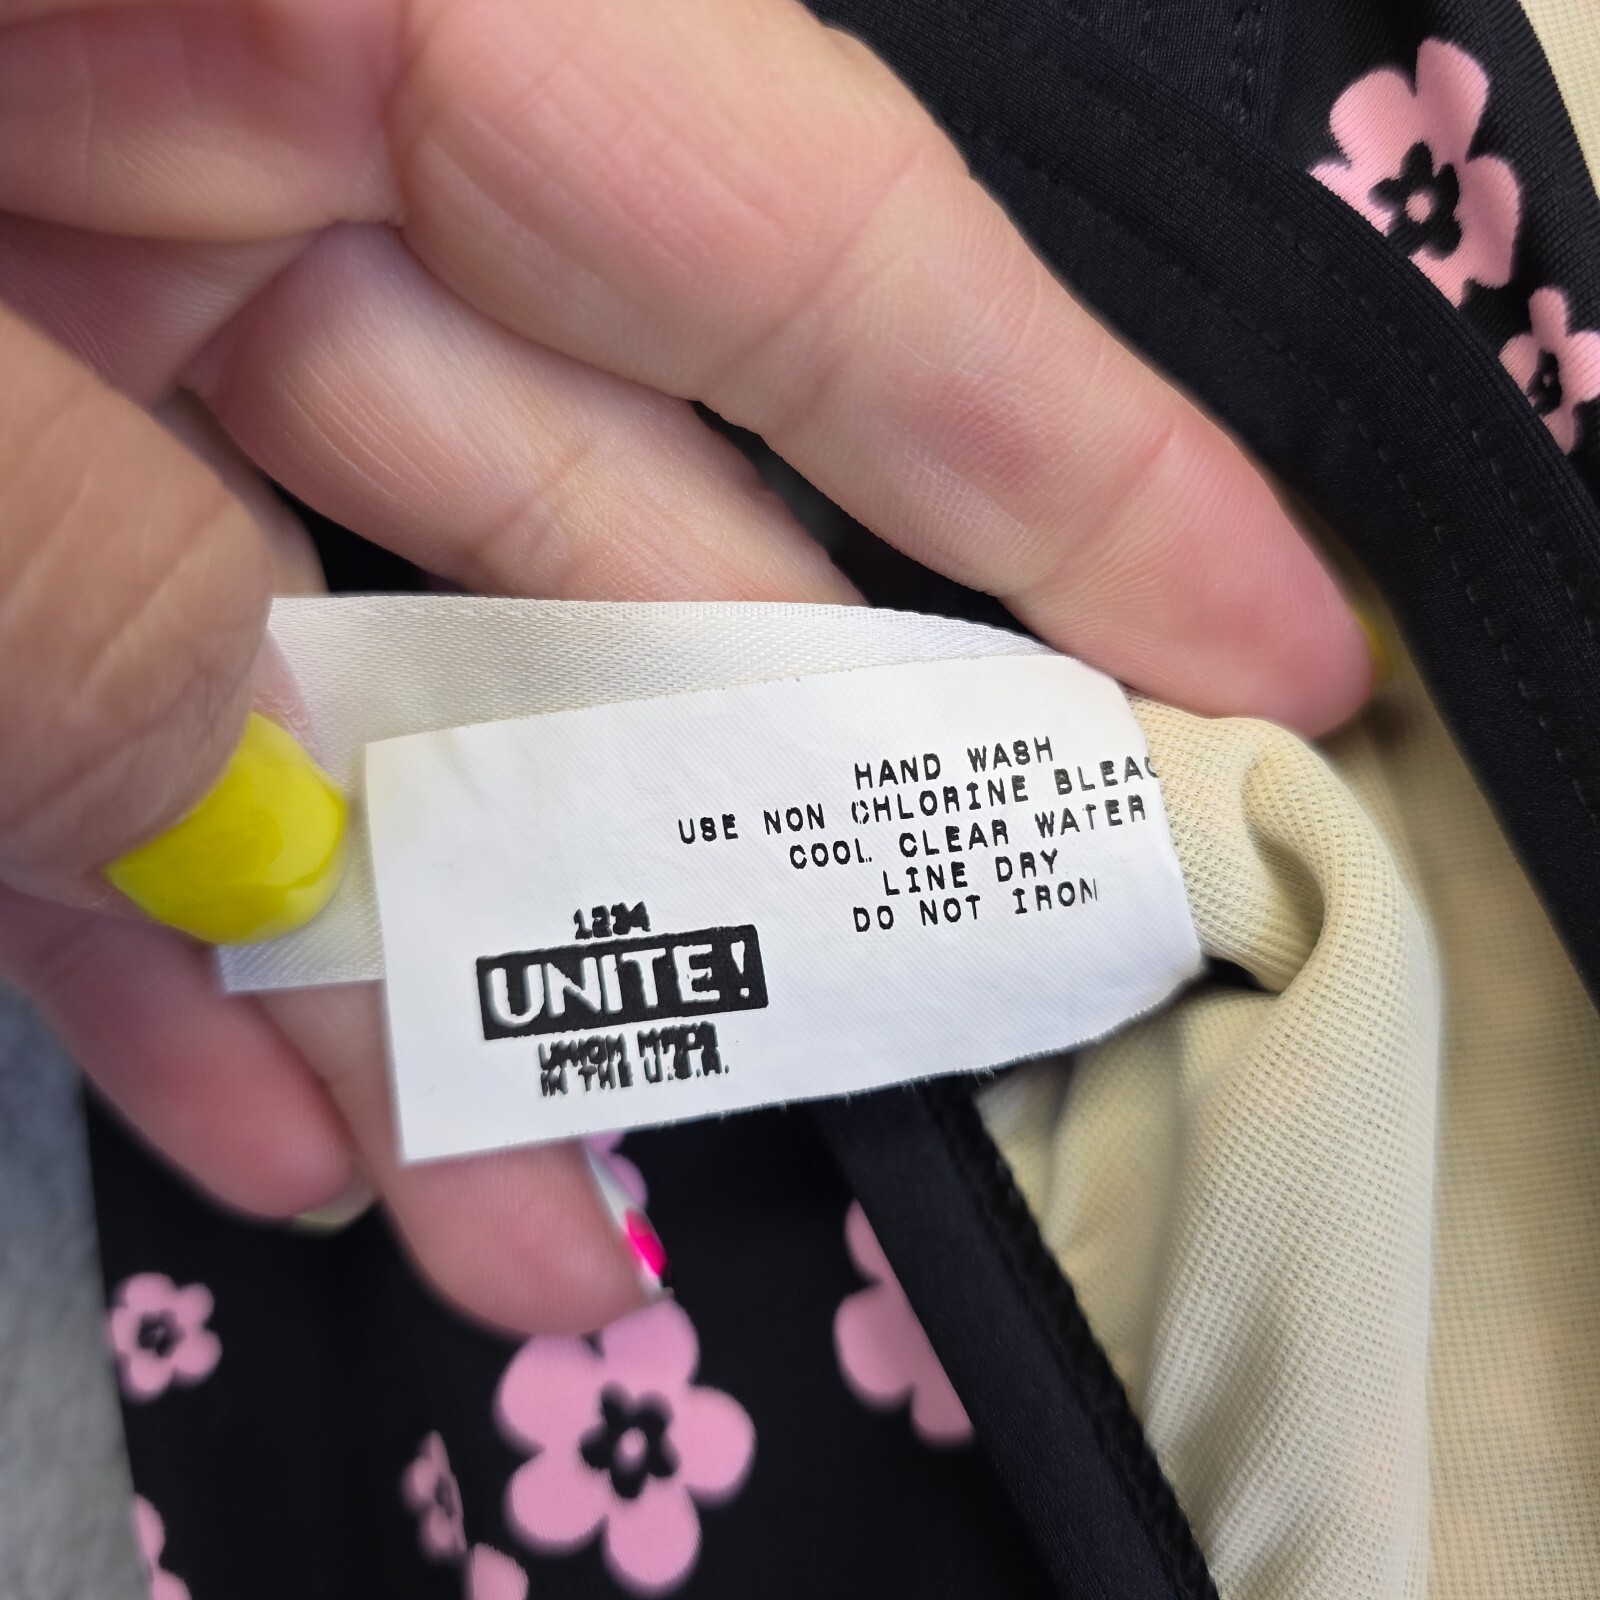 HAND WASH
USE NON CHLORINE BLEAC
COOL CLEAR WATER
LINE DRY
DO NOT IRON
1234
UNITE!
UNION MADE
IN THE U.S.A.